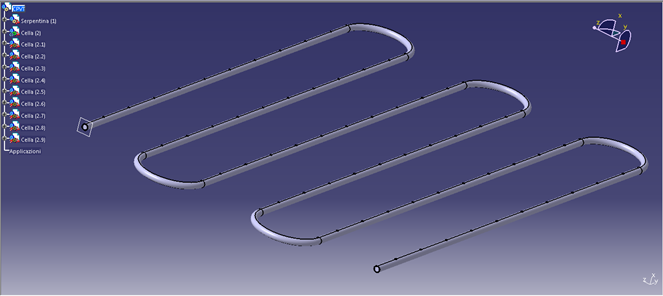 CPVT
Serpentina (1)
Cella (2)
Cella (2.1)
Cella (2.2)
Cella (2.3)
Cella (2.4)
Cella (2.5)
Cella (2.6)
Cella (2.7)
Cella (2.8)
Cella (2.9)
Applicazioni
x
y
z
x
z
y